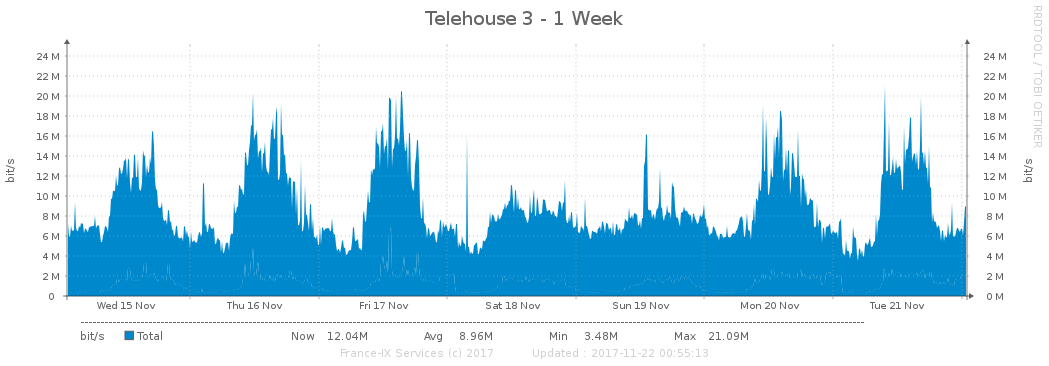 Telehouse 3 - 1 Week
RRDTOOL / TOBI OETIKER
24 M 24 M
22 M 22 M
20 M 20 M
18 M 18 M
16 M 16 M
14 M 14 M
12 M 12 M
10 M 10 M
8 M 8 M
6 M 6 M
4 M 4 M
2 M 2 M
0 0 M
bit/s
bit/s
Wed 15 Nov Thu 16 Nov Fri 17 Nov Sat 18 Nov Sun 19 Nov Mon 20 Nov Tue 21 Nov
bit/s Total Now 12.04M Avg 8.96M Min 3.48M Max 21.09M
France-IX Services (c) 2017 Updated : 2017-11-22 00:55:13